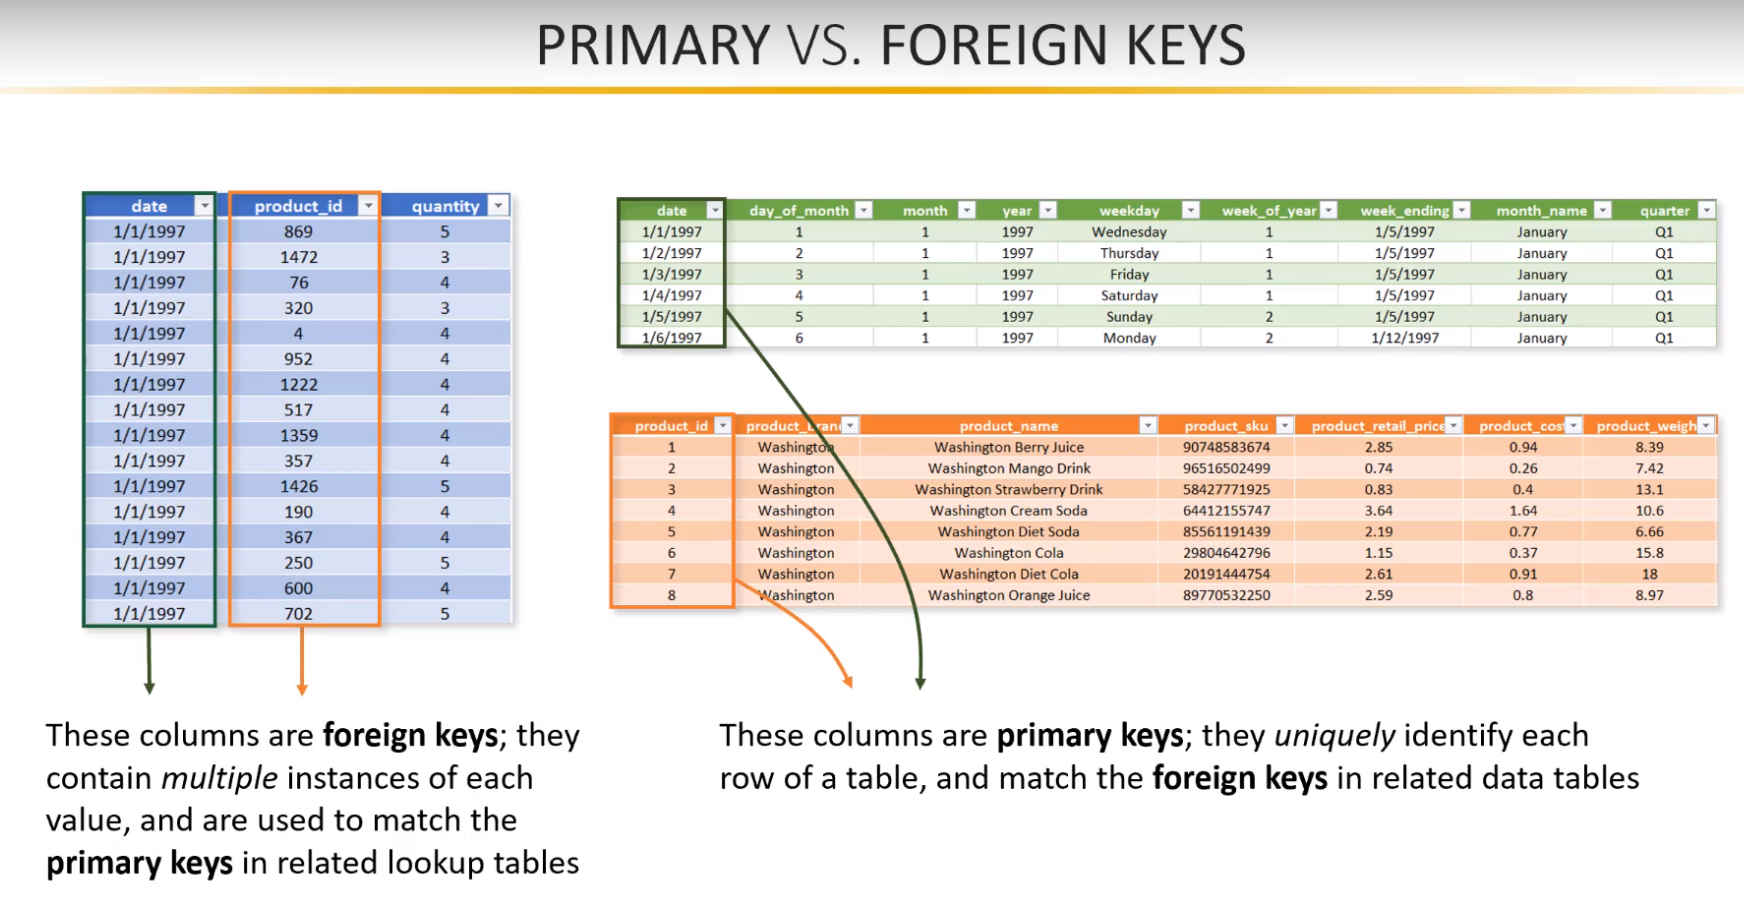 PRIMARY VS. FOREIGN KEYS
date product_id quantity
1/1/1997 869 5
1/1/1997 1472 3
1/1/1997 76 4
1/1/1997 320 3
1/1/1997 4 4
1/1/1997 952 4
1/1/1997 1222 4
1/1/1997 517 4
1/1/1997 1359 4
1/1/1997 357 4
1/1/1997 1426 5
1/1/1997 190 4
1/1/1997 367 4
1/1/1997 250 5
1/1/1997 600 4
1/1/1997 702 5
date day_of_month month year weekday week_of_year week_ending month_name quarter
1/1/1997 1 1 1997 Wednesday 1 1/5/1997 January Q1
1/2/1997 2 1 1997 Thursday 1 1/5/1997 January Q1
1/3/1997 3 1 1997 Friday 1 1/5/1997 January Q1
1/4/1997 4 1 1997 Saturday 1 1/5/1997 January Q1
1/5/1997 5 1 1997 Sunday 2 1/5/1997 January Q1
1/6/1997 6 1 1997 Monday 2 1/12/1997 January Q1
product_id product_bran product_name product_sku product_retail_price product_cos product_weigh
1 Washington Washington Berry Juice 90748583674 2.85 0.94 8.39
2 Washington Washington Mango Drink 96516502499 0.74 0.26 7.42
3 Washington Washington Strawberry Drink 58427771925 0.83 0.4 13.1
4 Washington Washington Cream Soda 64412155747 3.64 1.64 10.6
5 Washington Washington Diet Soda 85561191439 2.19 0.77 6.66
6 Washington Washington Cola 29804642796 1.15 0.37 15.8
7 Washington Washington Diet Cola 20191444754 2.61 0.91 18
8 Washington Washington Orange Juice 89770532250 2.59 0.8 8.97
These columns are foreign keys; they
contain multiple instances of each
value, and are used to match the
primary keys in related lookup tables
These columns are primary keys; they uniquely identify each
row of a table, and match the foreign keys in related data tables